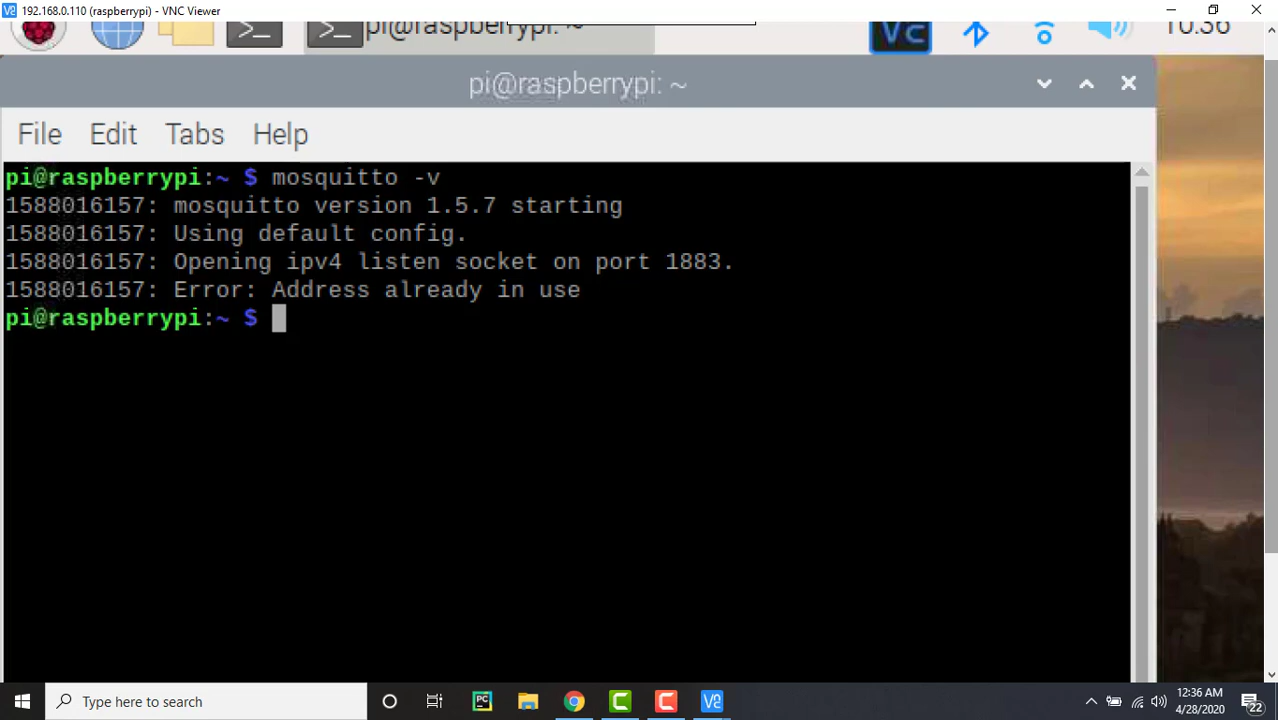 192.168.0.110 (raspberrypi) - VNC Viewer
pi@raspberrypi: ~
10:36
pi@raspberrypi: ~
File Edit Tabs Help
pi@raspberrypi:~ $ mosquitto -v
1588016157: mosquitto version 1.5.7 starting
1588016157: Using default config.
1588016157: Opening ipv4 listen socket on port 1883.
1588016157: Error: Address already in use
pi@raspberrypi:~ $
Type here to search
12:36 AM
4/28/2020
22